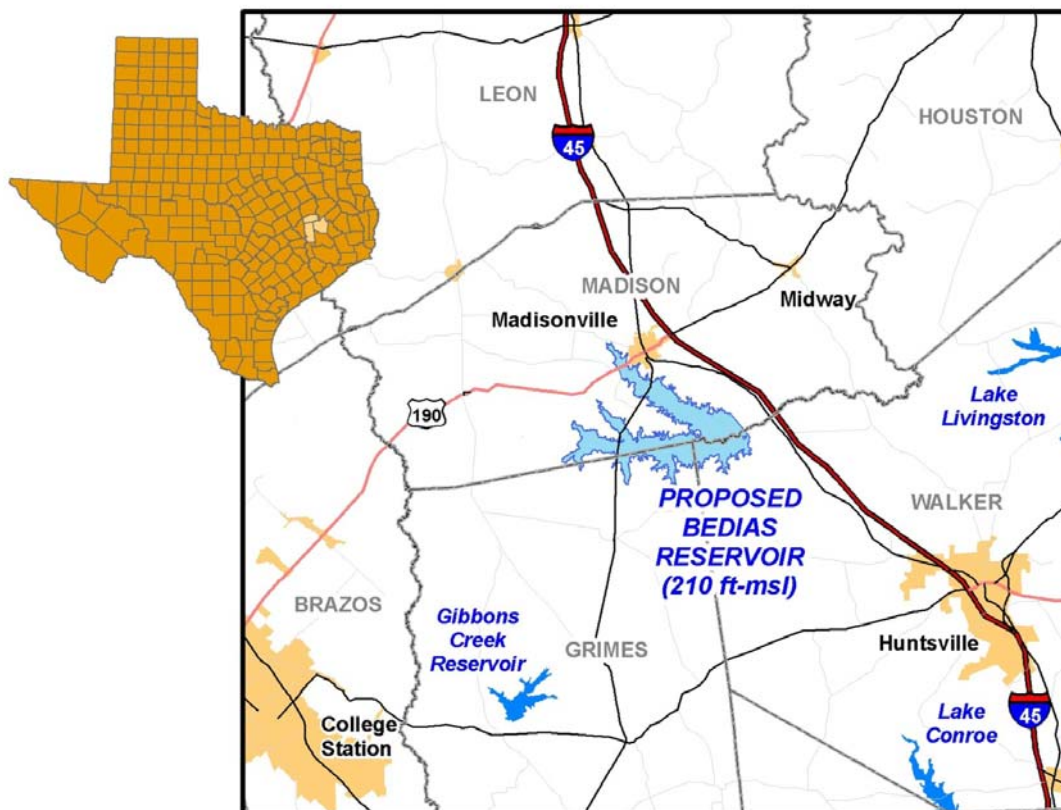 LEON
HOUSTON
45
MADISON
Midway
Madisonville
190
Lake
Livingston
PROPOSED
BEDIAS
RESERVOIR
(210 ft-msl)
WALKER
BRAZOS
Gibbons
Creek
Reservoir
GRIMES
Huntsville
College
Station
Lake
Conroe
45